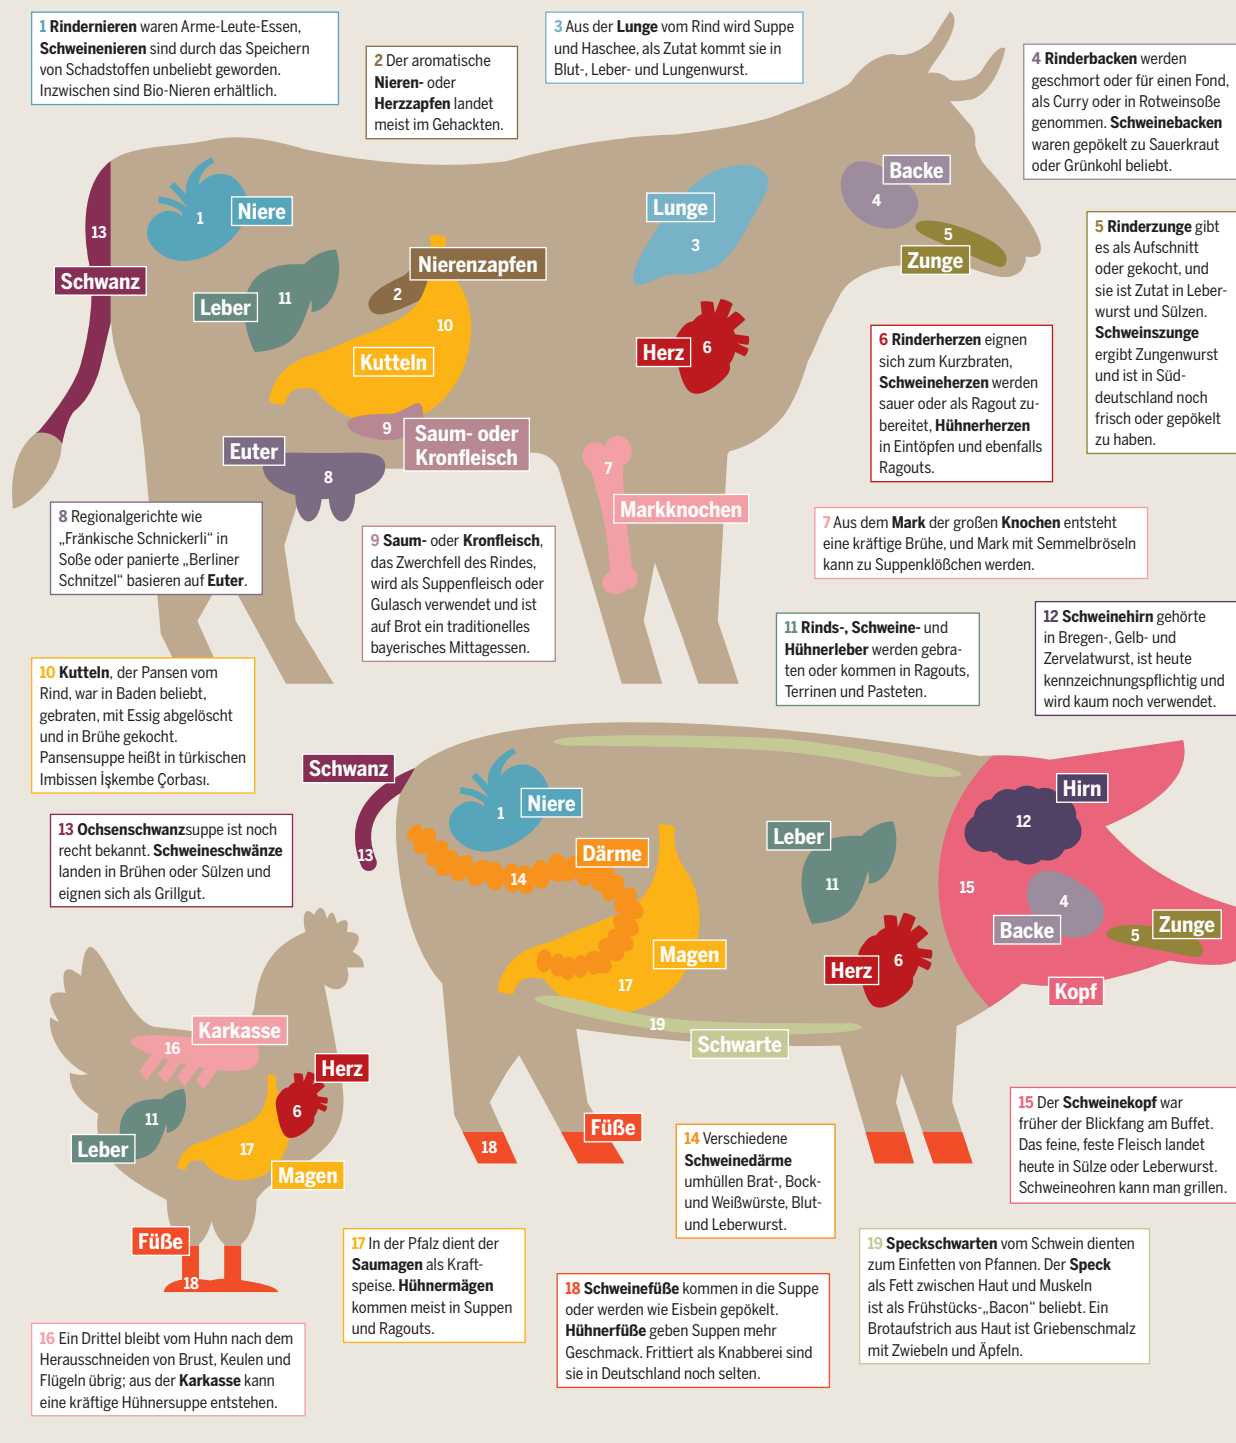 1 Rindernieren waren Arme-Leute-Essen,
Schweinenieren sind durch das Speichern
von Schadstoffen unbeliebt geworden.
Inzwischen sind Bio-Nieren erhältlich.
2 Der aromatische
Nieren- oder
Herzzapfen landet
meist im Gehackten.
3 Aus der Lunge vom Rind wird Suppe
und Haschee, als Zutat kommt sie in
Blut-, Leber- und Lungenwurst.
4 Rinderbacken werden
geschmort oder für einen Fond,
als Curry oder in Rotweinsoße
genommen. Schweinebacken
waren gepökelt zu Sauerkraut
oder Grünkohl beliebt.
13
Schwanz
1
Niere
Leber
11
Nierenzapfen
2
10
Kutteln
9
Saum- oder
Kronfleisch
Euter
8
Lunge
3
Herz
6
Backe
4
5
Zunge
7
Markknochen
5 Rinderzunge gibt
es als Aufschnitt
oder gekocht, und
sie ist Zutat in Leber-
wurst und Sülzen.
Schweinszunge
ergibt Zungenwurst
und ist in Süd-
deutschland noch
frisch oder gepökelt
zu haben.
6 Rinderherzen eignen
sich zum Kurzbraten,
Schweineherzen werden
sauer oder als Ragout zu-
bereitet, Hühnerherzen
in Eintöpfen und ebenfalls
Ragouts.
8 Regionalgerichte wie
„Fränkische Schnickerli“ in
Soße oder panierte „Berliner
Schnitzel“ basieren auf Euter.
9 Saum- oder Kronfleisch,
das Zwerchfell des Rindes,
wird als Suppenfleisch oder
Gulasch verwendet und ist
auf Brot ein traditionelles
bayerisches Mittagessen.
7 Aus dem Mark der großen Knochen entsteht
eine kräftige Brühe, und Mark mit Semmelbröseln
kann zu Suppenklößchen werden.
10 Kutteln, der Pansen vom
Rind, war in Baden beliebt,
gebraten, mit Essig abgelöscht
und in Brühe gekocht.
Pansensuppe heißt in türkischen
Imbissen İşkembe Çorbası.
11 Rinds-, Schweine- und
Hühnerleber werden gebra-
ten oder kommen in Ragouts,
Terrinen und Pasteten.
12 Schweinehirn gehörte
in Bregen-, Gelb- und
Zervelatwurst, ist heute
kennzeichnungspflichtig und
wird kaum noch verwendet.
13 Ochsenschwanzsuppe ist noch
recht bekannt. Schweineschwänze
landen in Brühen oder Sülzen und
eignen sich als Grillgut.
Schwanz
13
1
Niere
Därme
14
Magen
17
Leber
11
Herz
6
Hirn
12
15
4
Backe
5
Zunge
Kopf
19
Schwarte
Füße
18
Karkasse
16
Herz
6
11
Leber
17
Magen
Füße
18
14 Verschiedene
Schweinedärme
umhüllen Brat-, Bock-
und Weißwürste, Blut-
und Leberwurst.
15 Der Schweinekopf war
früher der Blickfang am Buffet.
Das feine, feste Fleisch landet
heute in Sülze oder Leberwurst.
Schweineohren kann man grillen.
16 Ein Drittel bleibt vom Huhn nach dem
Herausschneiden von Brust, Keulen und
Flügeln übrig; aus der Karkasse kann
eine kräftige Hühnersuppe entstehen.
17 In der Pfalz dient der
Saumagen als Kraft-
speise. Hühnermägen
kommen meist in Suppen
und Ragouts.
18 Schweinefüße kommen in die Suppe
oder werden wie Eisbein gepökelt.
Hühnerfüße geben Suppen mehr
Geschmack. Frittiert als Knabberei sind
sie in Deutschland noch selten.
19 Speckschwarten vom Schwein dienten
zum Einfetten von Pfannen. Der Speck
als Fett zwischen Haut und Muskeln
ist als Frühstücks-„Bacon“ beliebt. Ein
Brotaufstrich aus Haut ist Griebenschmalz
mit Zwiebeln und Äpfeln.